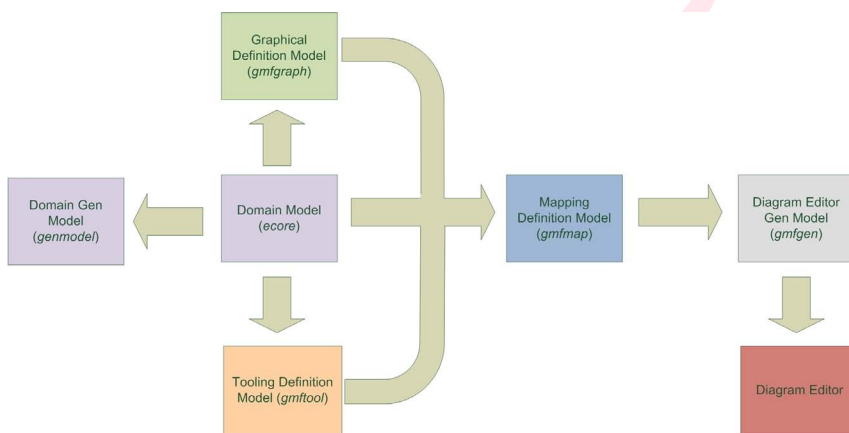 Graphical
Definition Model
(gmfgraph)
Domain Gen
Model
(genmodel)
Domain Model
(ecore)
Mapping
Definition Model
(gmfmap)
Diagram Editor
Gen Model
(gmfgen)
Tooling Definition
Model (gmftool)
Diagram Editor